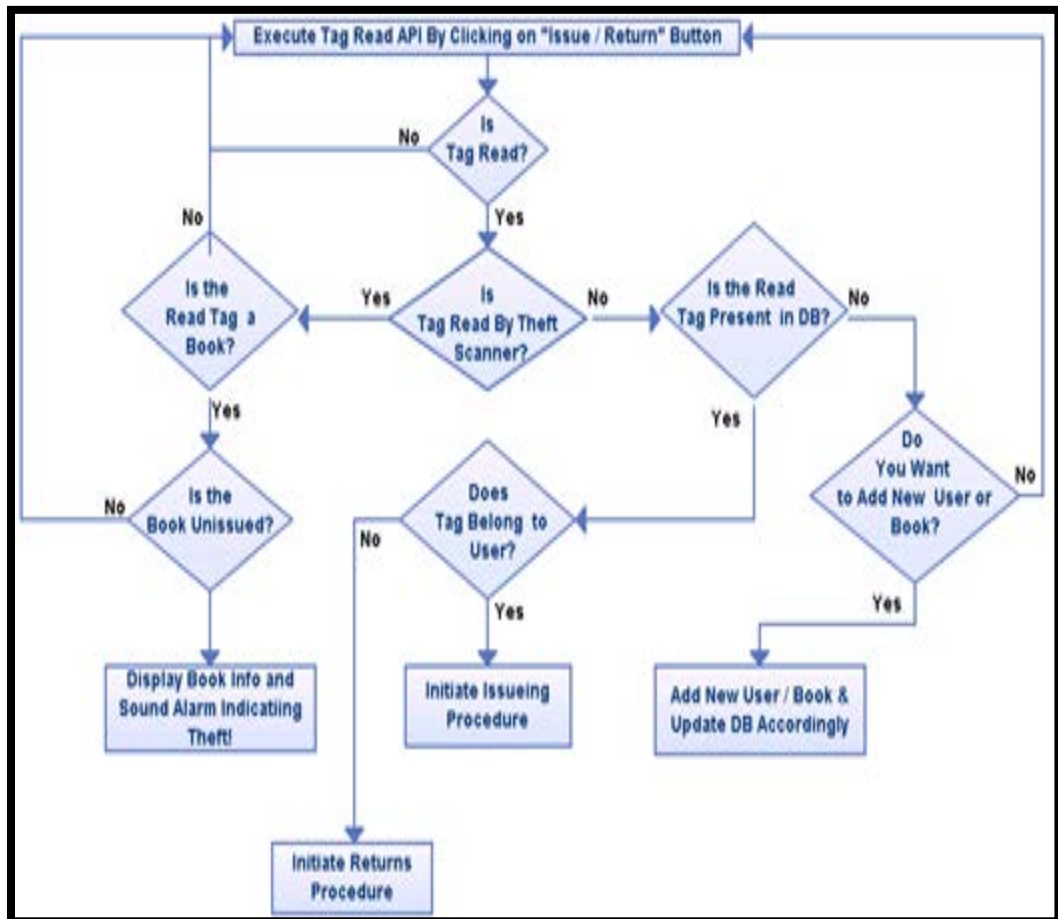 Execute Tag Read API By Clicking on "Issue / Return" Button
No
Is
Tag Read?
No
No
Yes
Is the
Read Tag a
Book?
Yes
Is
Tag Read By Theft
Scanner?
No
Is the Read
Tag Present in DB?
No
Yes
Yes
Do
You Want
to Add New User or
Book?
No
No
Is the
Book Unissued?
Does
Tag Belong to
User?
No
Yes
Yes
Display Book Info and
Sound Alarm Indicatiing
Theft!
Initiate Issueing
Procedure
Add New User / Book &
Update DB Accordingly
Initiate Returns
Procedure